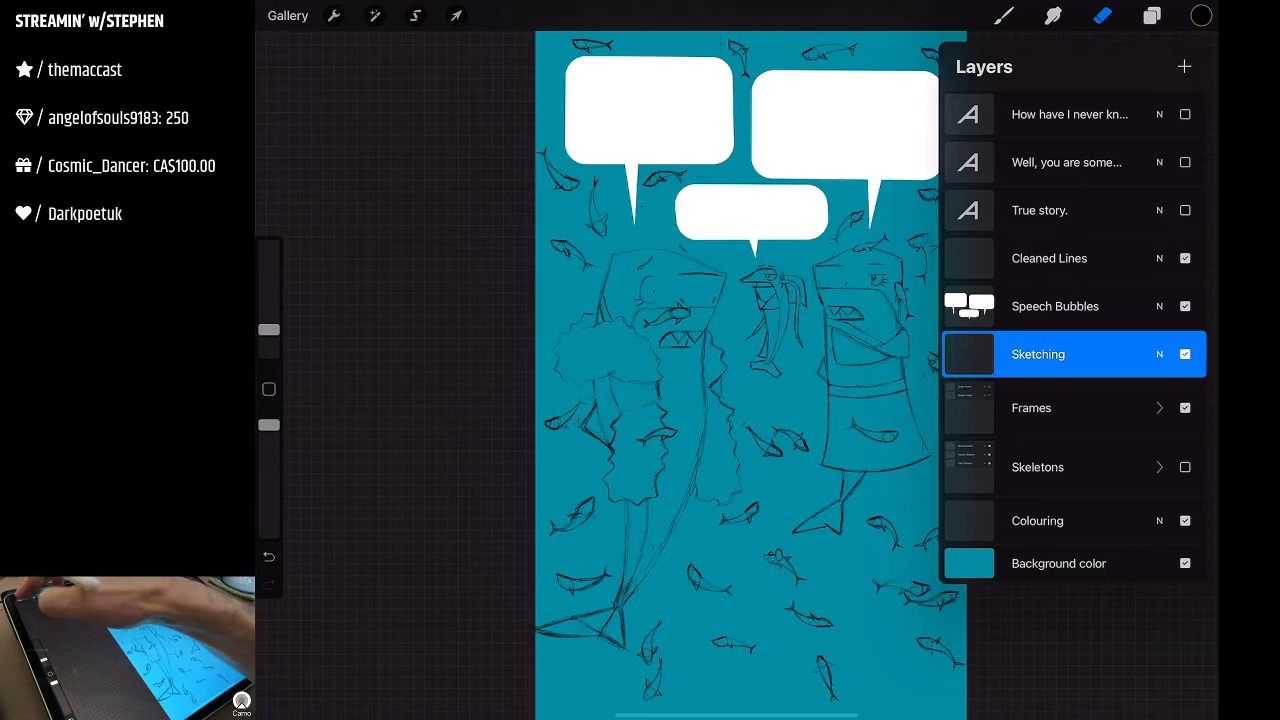 STREAMIN' w/STEPHEN
/ themaccast
/ angelofsouls9183: 250
/ Cosmic_Dancer: CA$100.00
/ Darkpoetuk
Gallery
Layers
How have I never kn... N
Well, you are some... N
True story. N
Cleaned Lines N
Speech Bubbles N
Sketching N
Frames
Skeletons
Colouring N
Background color
Camo